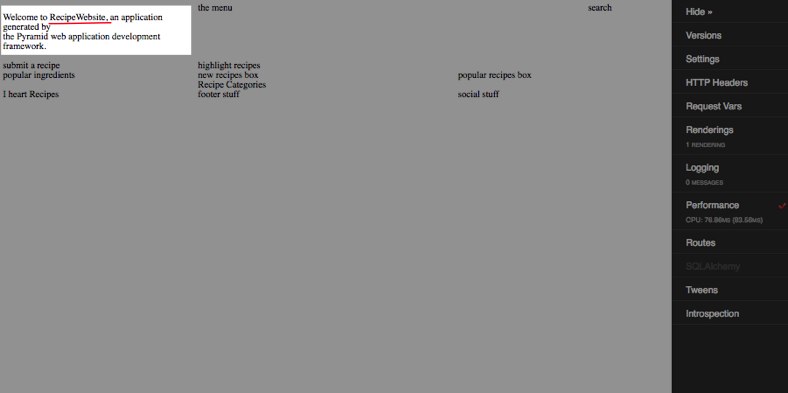 Welcome to RecipeWebsite, an application
generated by
the Pyramid web application development
framework.
the menu
search
submit a recipe
highlight recipes
popular ingredients
new recipes box
popular recipes box
Recipe Categories
I heart Recipes
footer stuff
social stuff
Hide »
Versions
Settings
HTTP Headers
Request Vars
Renderings
1 RENDERING
Logging
0 MESSAGES
Performance
CPU: 76.86MS (93.58MS)
Routes
SQLAlchemy
Tweens
Introspection